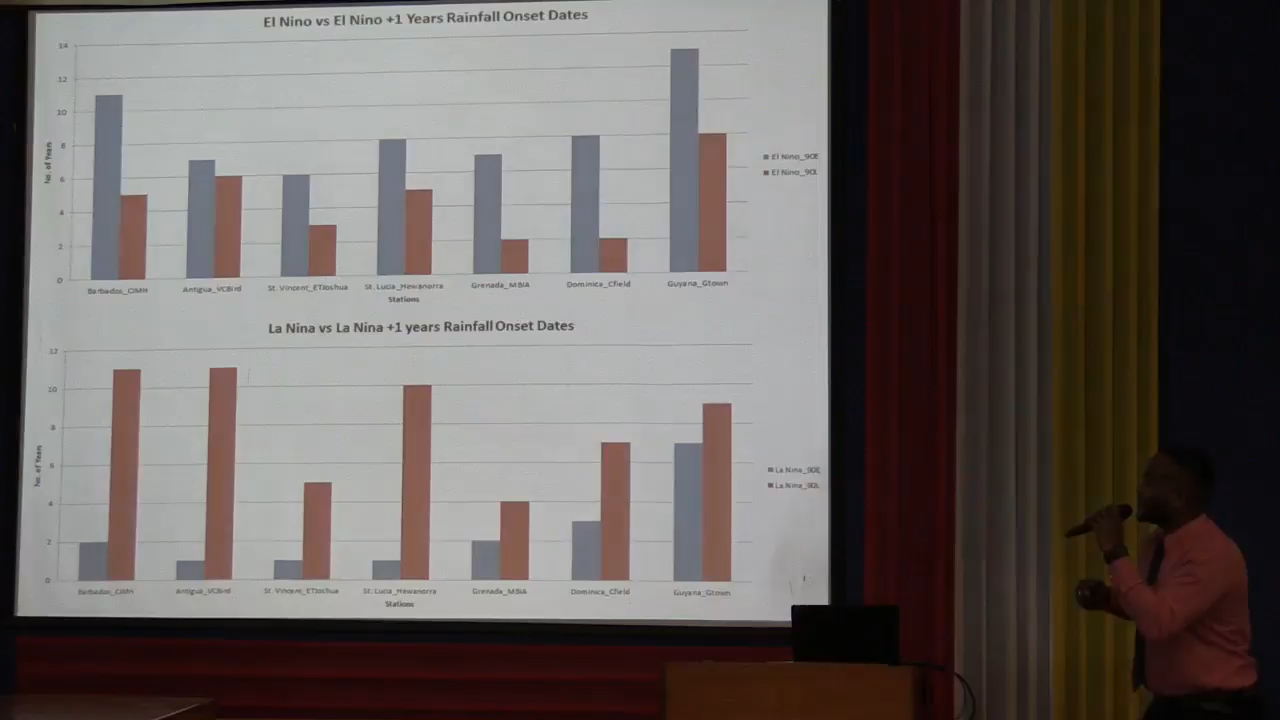 El Nino vs El Nino +1 Years Rainfall Onset Dates
14
12
10
8
6
4
2
0
No. of Years
El Nino_90E
El Nino_90L
Barbados_CIMH Antigua_VCBird St. Vincent_ETJoshua St. Lucia_Hewanorra Grenada_MBIA Dominica_Cfield Guyana_Gtown
Stations
La Nina vs La Nina +1 years Rainfall Onset Dates
12
10
8
6
4
2
0
No. of Years
La Nina_90E
La Nina_90L
Barbados_CIMH Antigua_VCBird St. Vincent_ETJoshua St. Lucia_Hewanorra Grenada_MBIA Dominica_Cfield Guyana_Gtown
Stations